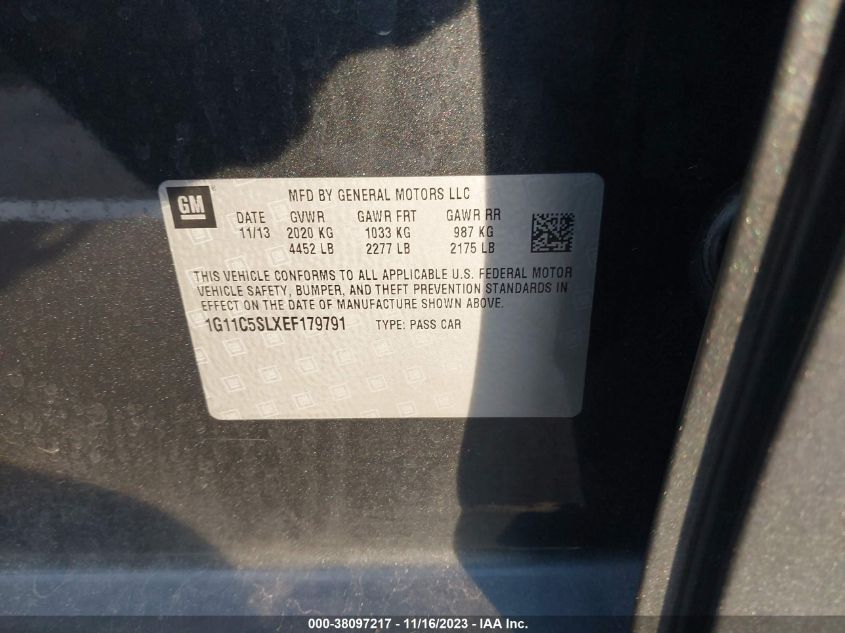 GM ® MFD BY GENERAL MOTORS LLC
DATE GVWR GAWR FRT GAWR RR
11/13 2020 KG 1033 KG 987 KG
4452 LB 2277 LB 2175 LB
THIS VEHICLE CONFORMS TO ALL APPLICABLE U.S. FEDERAL MOTOR
VEHICLE SAFETY, BUMPER, AND THEFT PREVENTION STANDARDS IN
EFFECT ON THE DATE OF MANUFACTURE SHOWN ABOVE.
1G11C5SLXEF179791 TYPE: PASS CAR
000-38097217 - 11/16/2023 - IAA Inc.